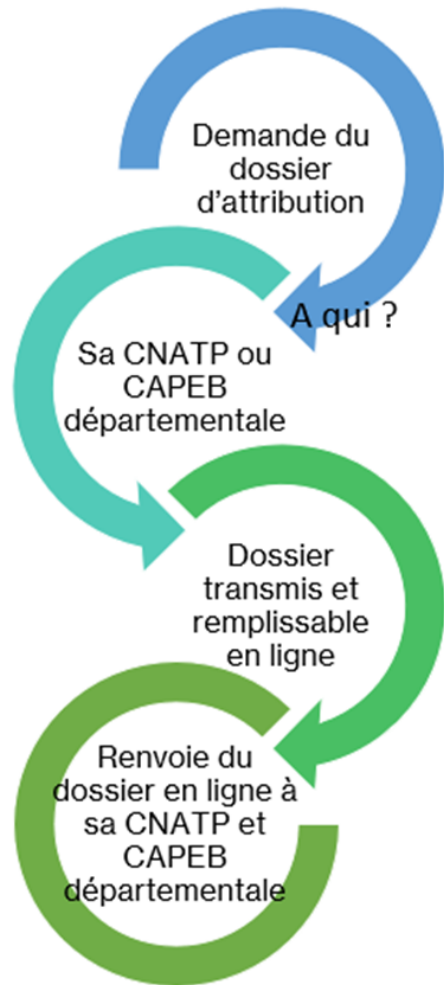 Demande du
dossier
d'attribution
A qui ?
Sa CNATP ou
CAPEB
départementale
Dossier
transmis et
remplissable
en ligne
Renvoie du
dossier en ligne à
sa CNATP et
CAPEB
départementale